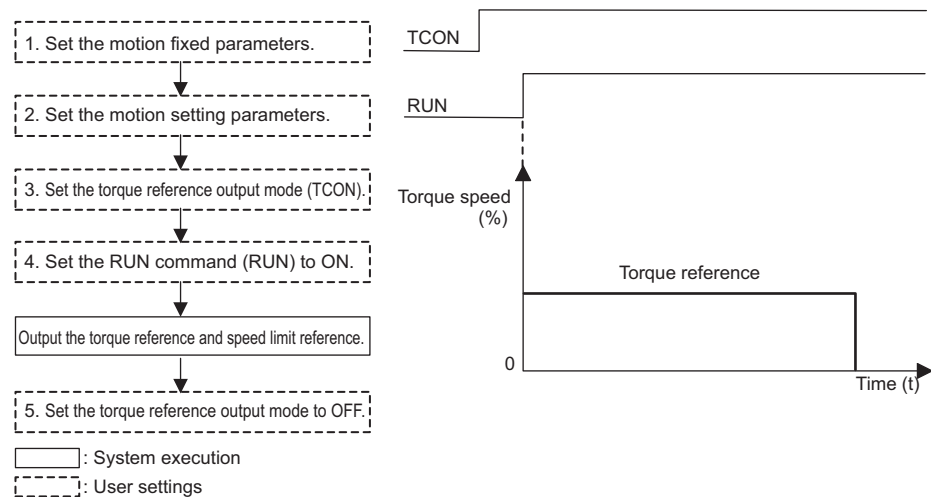 1. Set the motion fixed parameters.
2. Set the motion setting parameters.
3. Set the torque reference output mode (TCON).
4. Set the RUN command (RUN) to ON.
Output the torque reference and speed limit reference.
5. Set the torque reference output mode to OFF.
: System execution
: User settings
TCON
RUN
Torque speed
(%)
Torque reference
0
Time (t)